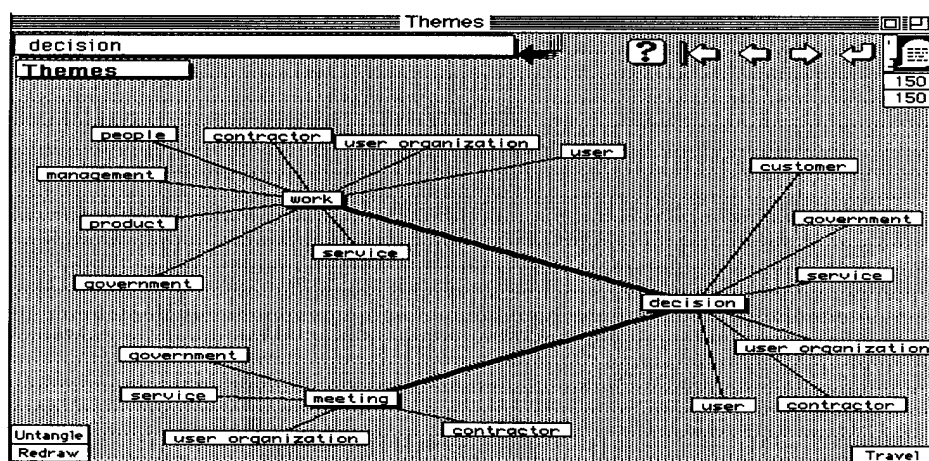 Themes
decision
Themes
?
150
150
people
contractor
user organization
user
management
work
product
service
government
customer
government
service
decision
user organization
user
contractor
government
service
meeting
user organization
contractor
Untangle
Redraw
Travel